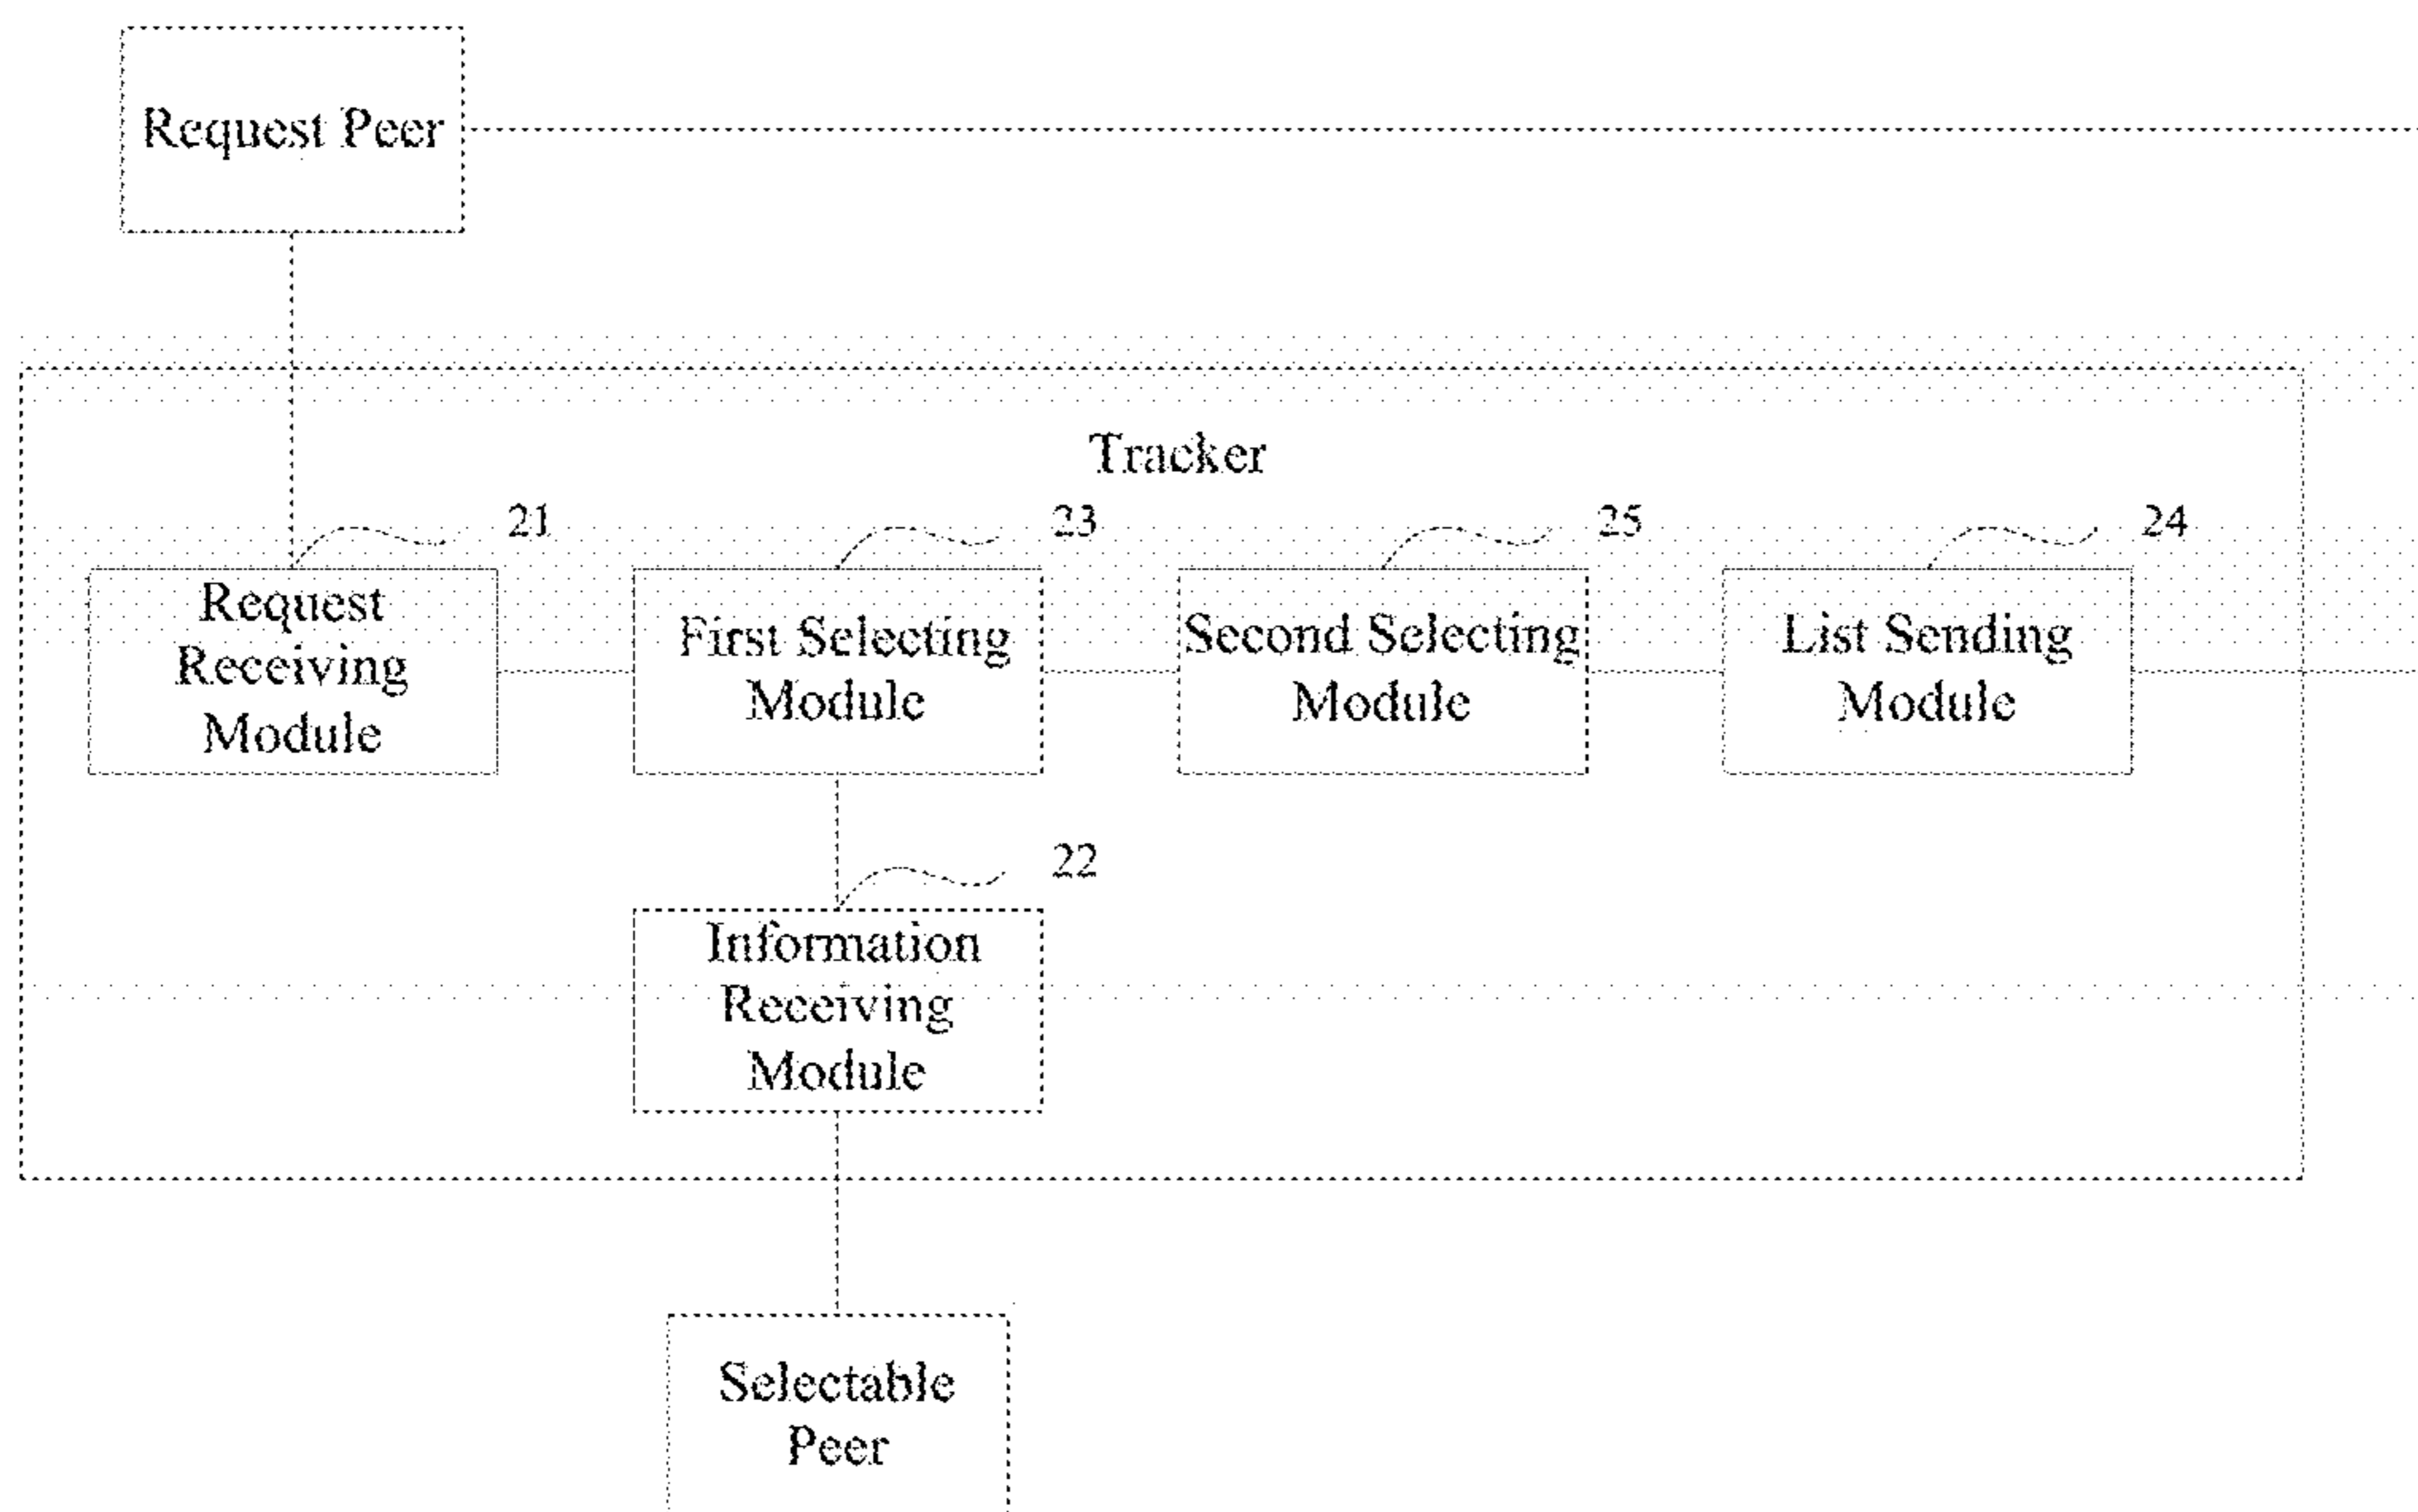 Request Peer
Tracker
21
23
25
24
Request
Receiving
Module
First Selecting
Module
Second Selecting
Module
List Sending
Module
22
Information
Receiving
Module
Selectable
Peer